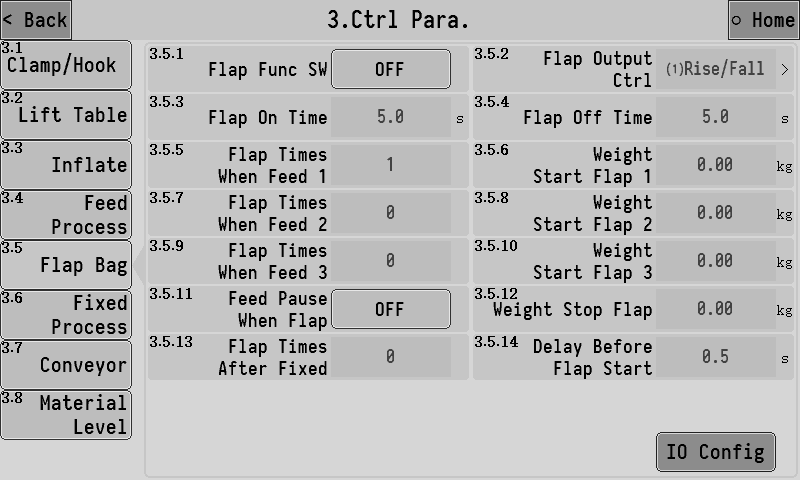 < Back
3.Ctrl Para.
○ Home
3.1
Clamp/Hook
3.2
Lift Table
3.3
Inflate
3.4
Feed
Process
3.5
Flap Bag
3.6
Fixed
Process
3.7
Conveyor
3.8
Material
Level
3.5.1
Flap Func SW
OFF
3.5.2
Flap Output
Ctrl
(1)Rise/Fall >
3.5.3
Flap On Time
5.0 s
3.5.4
Flap Off Time
5.0 s
3.5.5
Flap Times
When Feed 1
1
3.5.6
Weight
Start Flap 1
0.00 kg
3.5.7
Flap Times
When Feed 2
0
3.5.8
Weight
Start Flap 2
0.00 kg
3.5.9
Flap Times
When Feed 3
0
3.5.10
Weight
Start Flap 3
0.00 kg
3.5.11
Feed Pause
When Flap
OFF
3.5.12
Weight Stop Flap
0.00 kg
3.5.13
Flap Times
After Fixed
0
3.5.14
Delay Before
Flap Start
0.5 s
IO Config